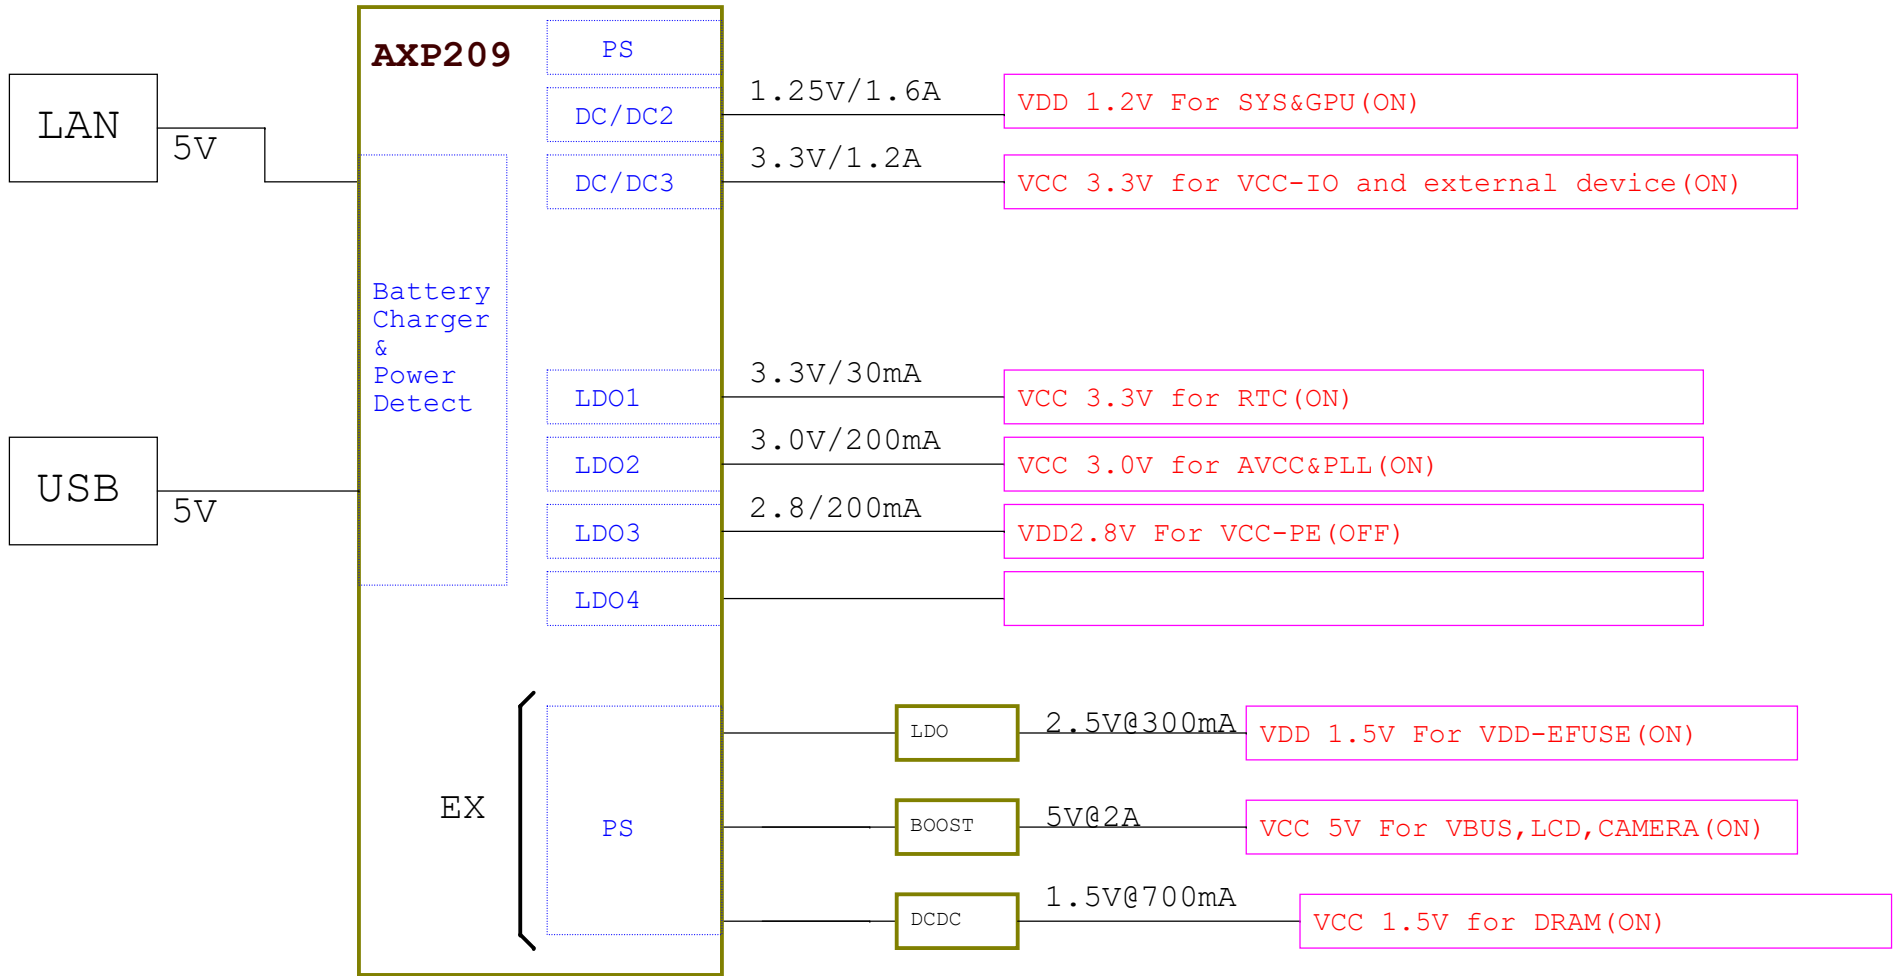 AXP209
PS
LAN
5V
DC/DC2
1.25V/1.6A
VDD 1.2V For SYS&GPU(ON)
DC/DC3
3.3V/1.2A
VCC 3.3V for VCC-IO and external device(ON)
Battery
Charger
&
Power
Detect
LDO1
3.3V/30mA
VCC 3.3V for RTC(ON)
USB
5V
LDO2
3.0V/200mA
VCC 3.0V for AVCC&PLL(ON)
LDO3
2.8/200mA
VDD2.8V For VCC-PE(OFF)
LDO4
EX
PS
LDO
2.5V@300mA
VDD 1.5V For VDD-EFUSE(ON)
BOOST
5V@2A
VCC 5V For VBUS,LCD,CAMERA(ON)
DCDC
1.5V@700mA
VCC 1.5V for DRAM(ON)